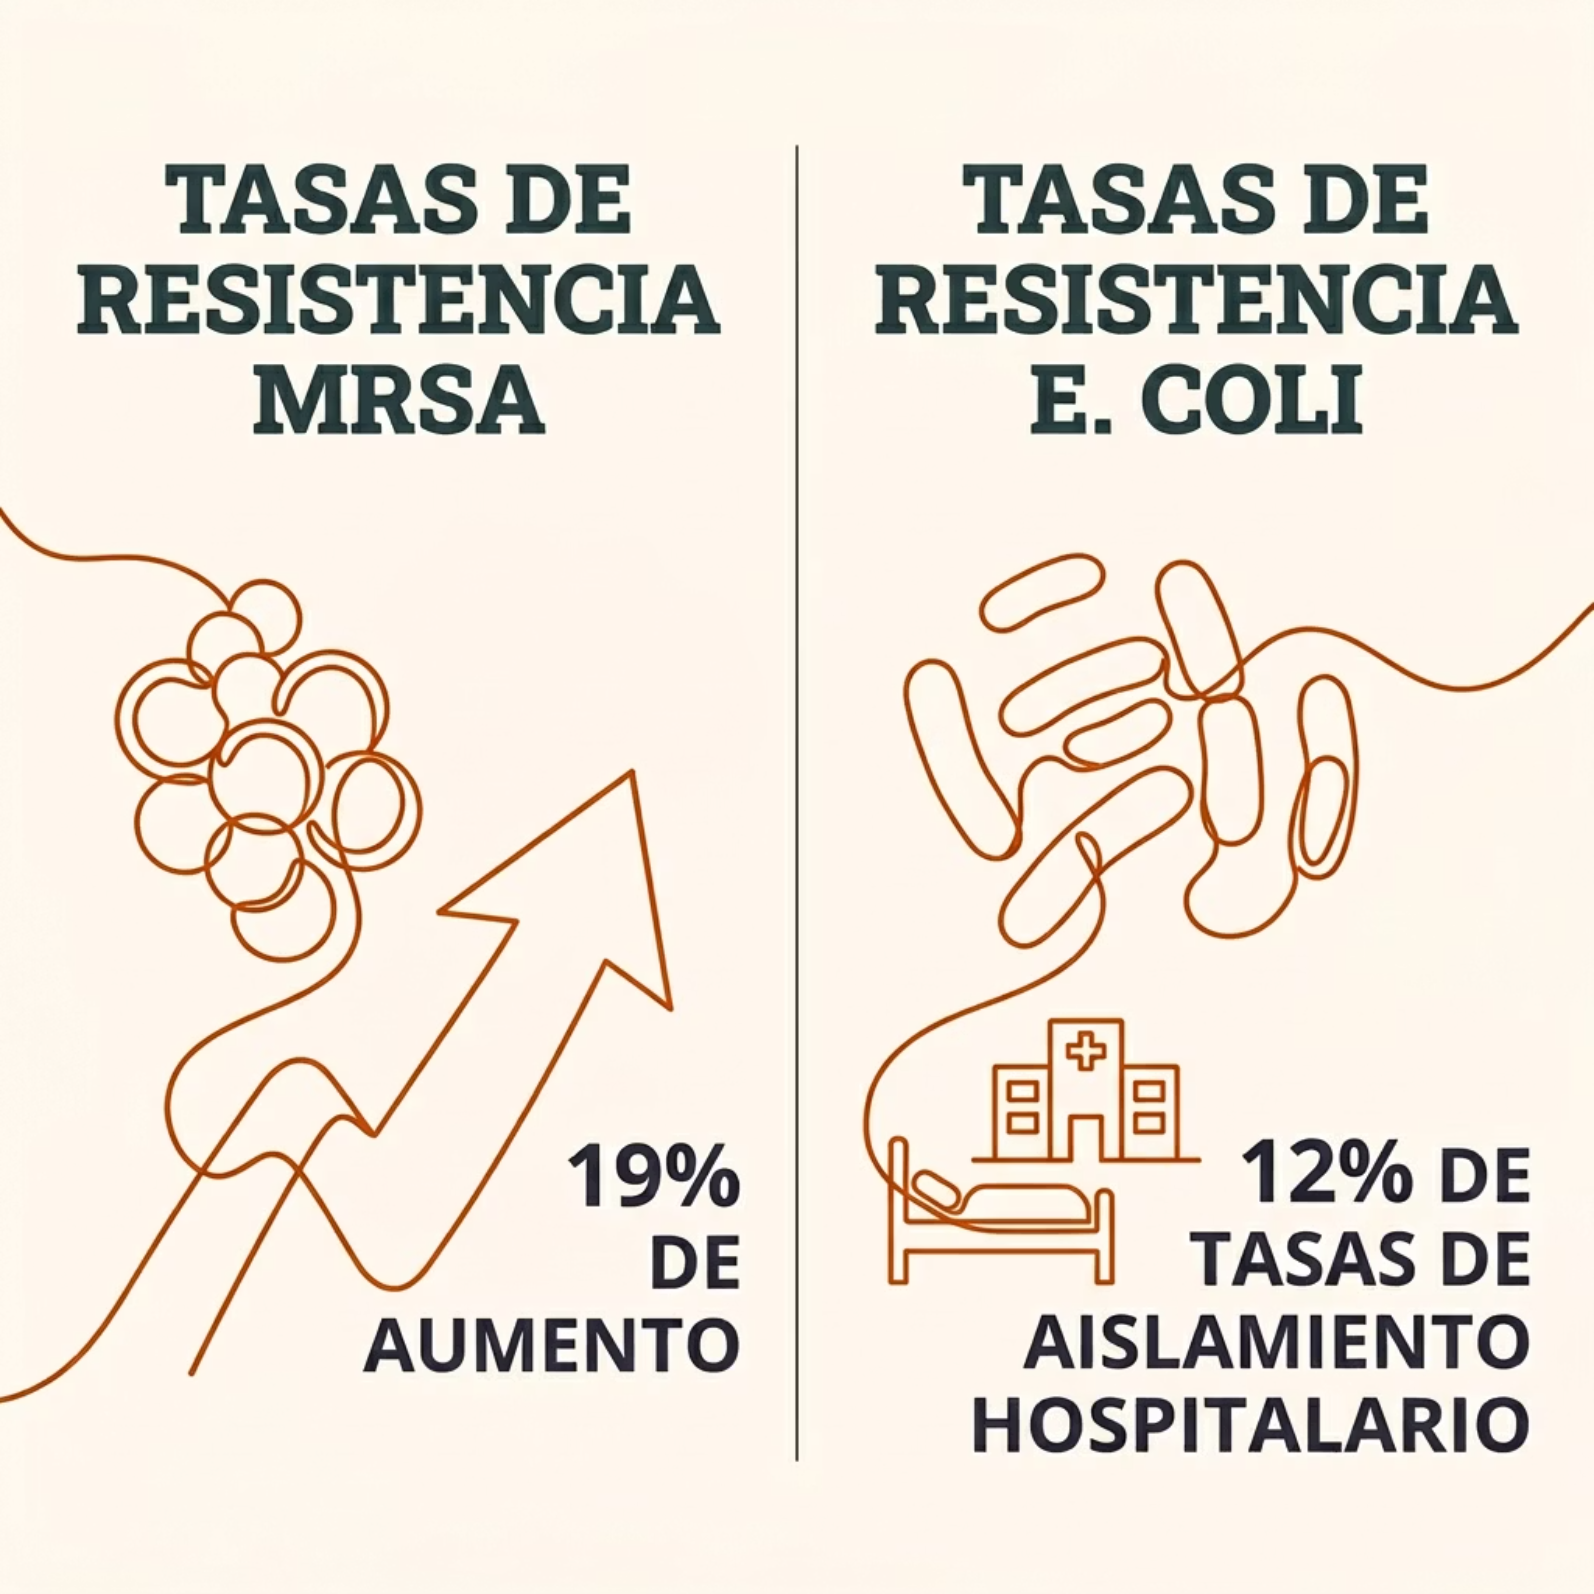 TASAS DE
RESISTENCIA
MRSA
19%
DE
AUMENTO
TASAS DE
RESISTENCIA
E. COLI
12% DE
TASAS DE
AISLAMIENTO
HOSPITALARIO